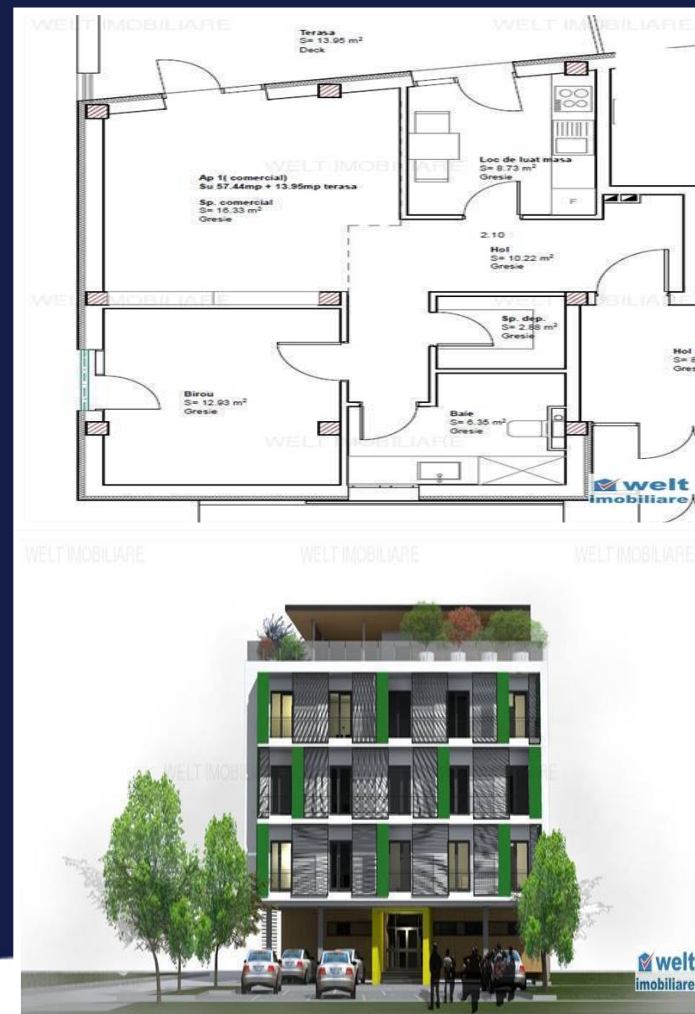 WELT IMOBILIARE
WELT IMOBILIARE
Terasa
S= 13.95 m²
Deck
Loc de luat masa
S= 8.73 m²
Gresie
F
WELT IMOBILIARE
Ap 1( comercial)
Su 57.44mp + 13.95mp terasa
Sp. comercial
S= 16.33 m²
Gresie
2.10
Hol
S= 10.22 m²
Gresie
WELT IMOBILIARE
WELT IMOBILIARE
Sp. dep.
S= 2.88 m²
Gresie
Hol
Birou
S= 12.93 m²
Gresie
Baie
S= 6.35 m²
Gresie
WELT IMOBILIARE
welt
imobiliare
WELT IMOBILIARE
WELT IMOBILIARE
WELT IMOBILIARE
welt
imobiliare